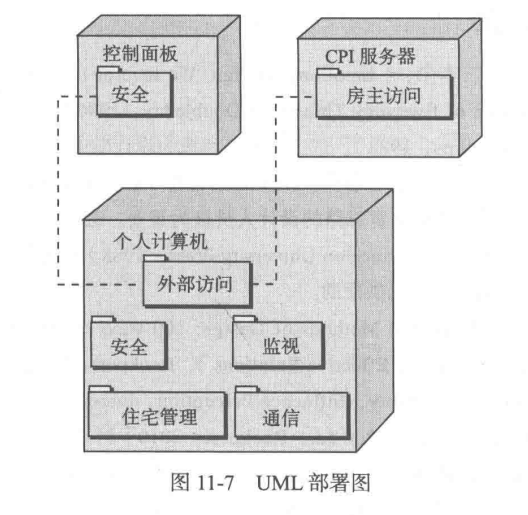 控制面板
安全
CPI 服务器
房主访问
个人计算机
外部访问
安全
监视
住宅管理
通信
图 11-7 UML 部署图